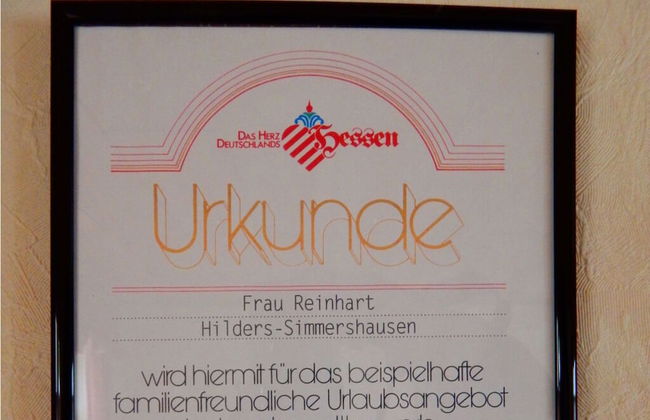 DAS HERZ
DEUTSCHLANDS
Hessen
Urkunde
Frau Reinhart
Hilders-Simmershausen
wird hiermit für das beispielhafte
familienfreundliche Urlaubsangebot